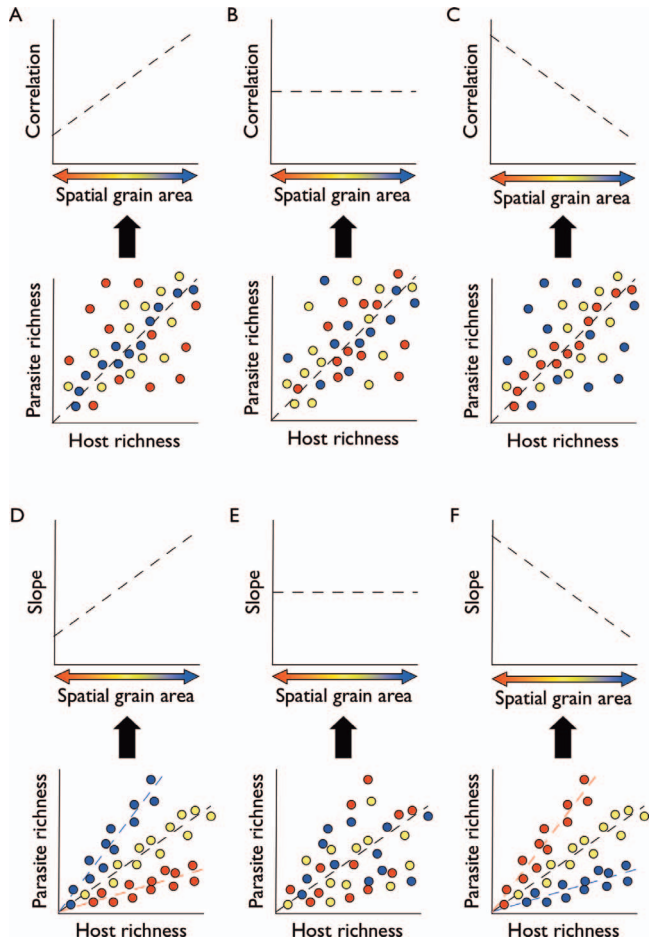 A
B
C
Correlation
Correlation
Correlation
Spatial grain area
Spatial grain area
Spatial grain area
Parasite richness
Parasite richness
Parasite richness
Host richness
Host richness
Host richness
D
E
F
Slope
Slope
Slope
Spatial grain area
Spatial grain area
Spatial grain area
Parasite richness
Parasite richness
Parasite richness
Host richness
Host richness
Host richness